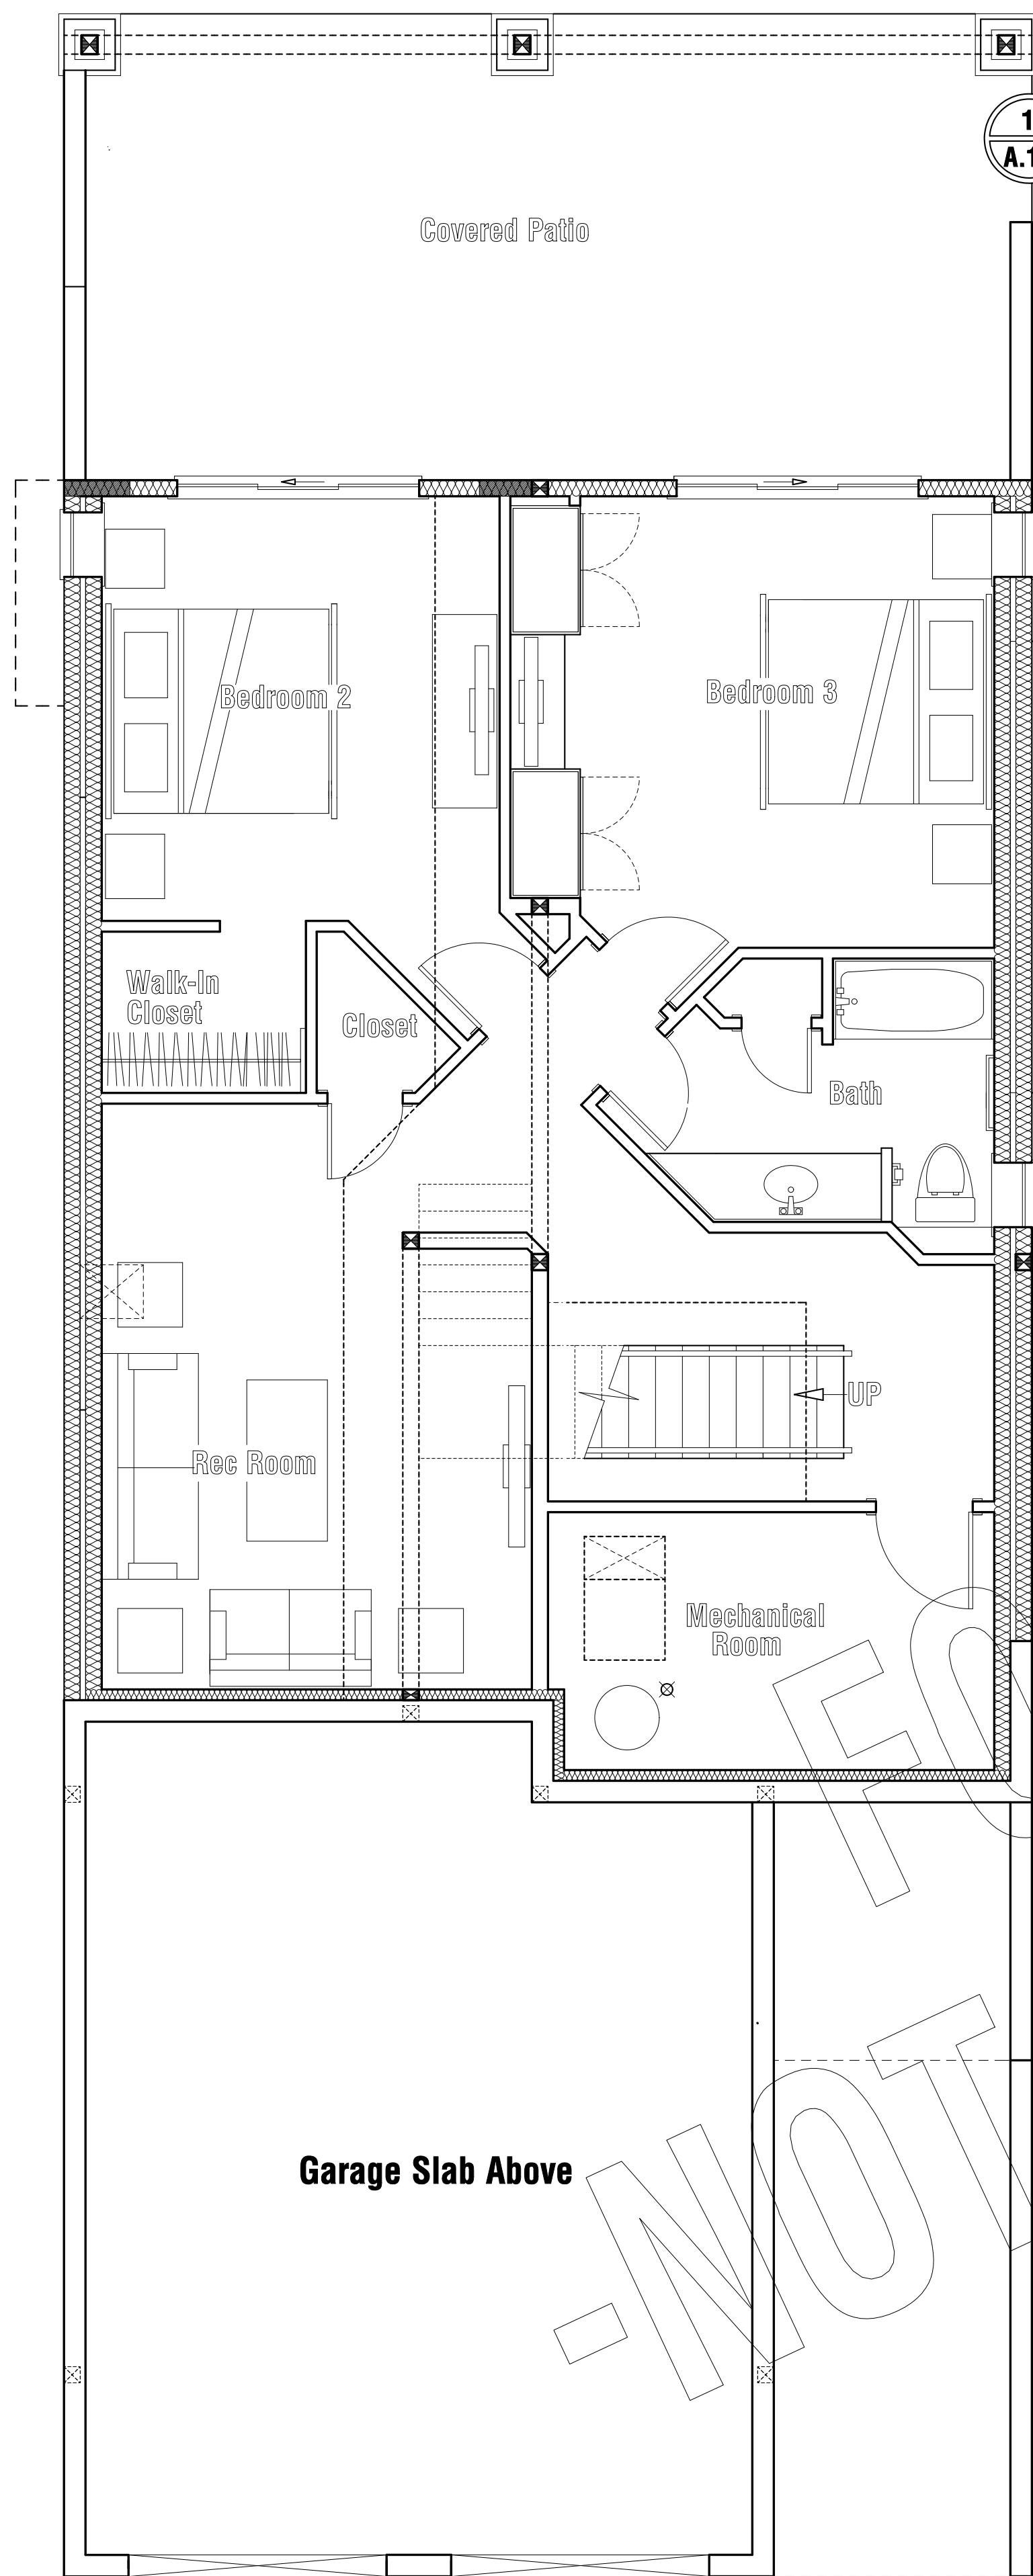 1
A.1
Covered Patio
Bedroom 2
Bedroom 3
Walk-In
Closet
Closet
Bath
UP
Rec Room
Mechanical
Room
Garage Slab Above
-NOT